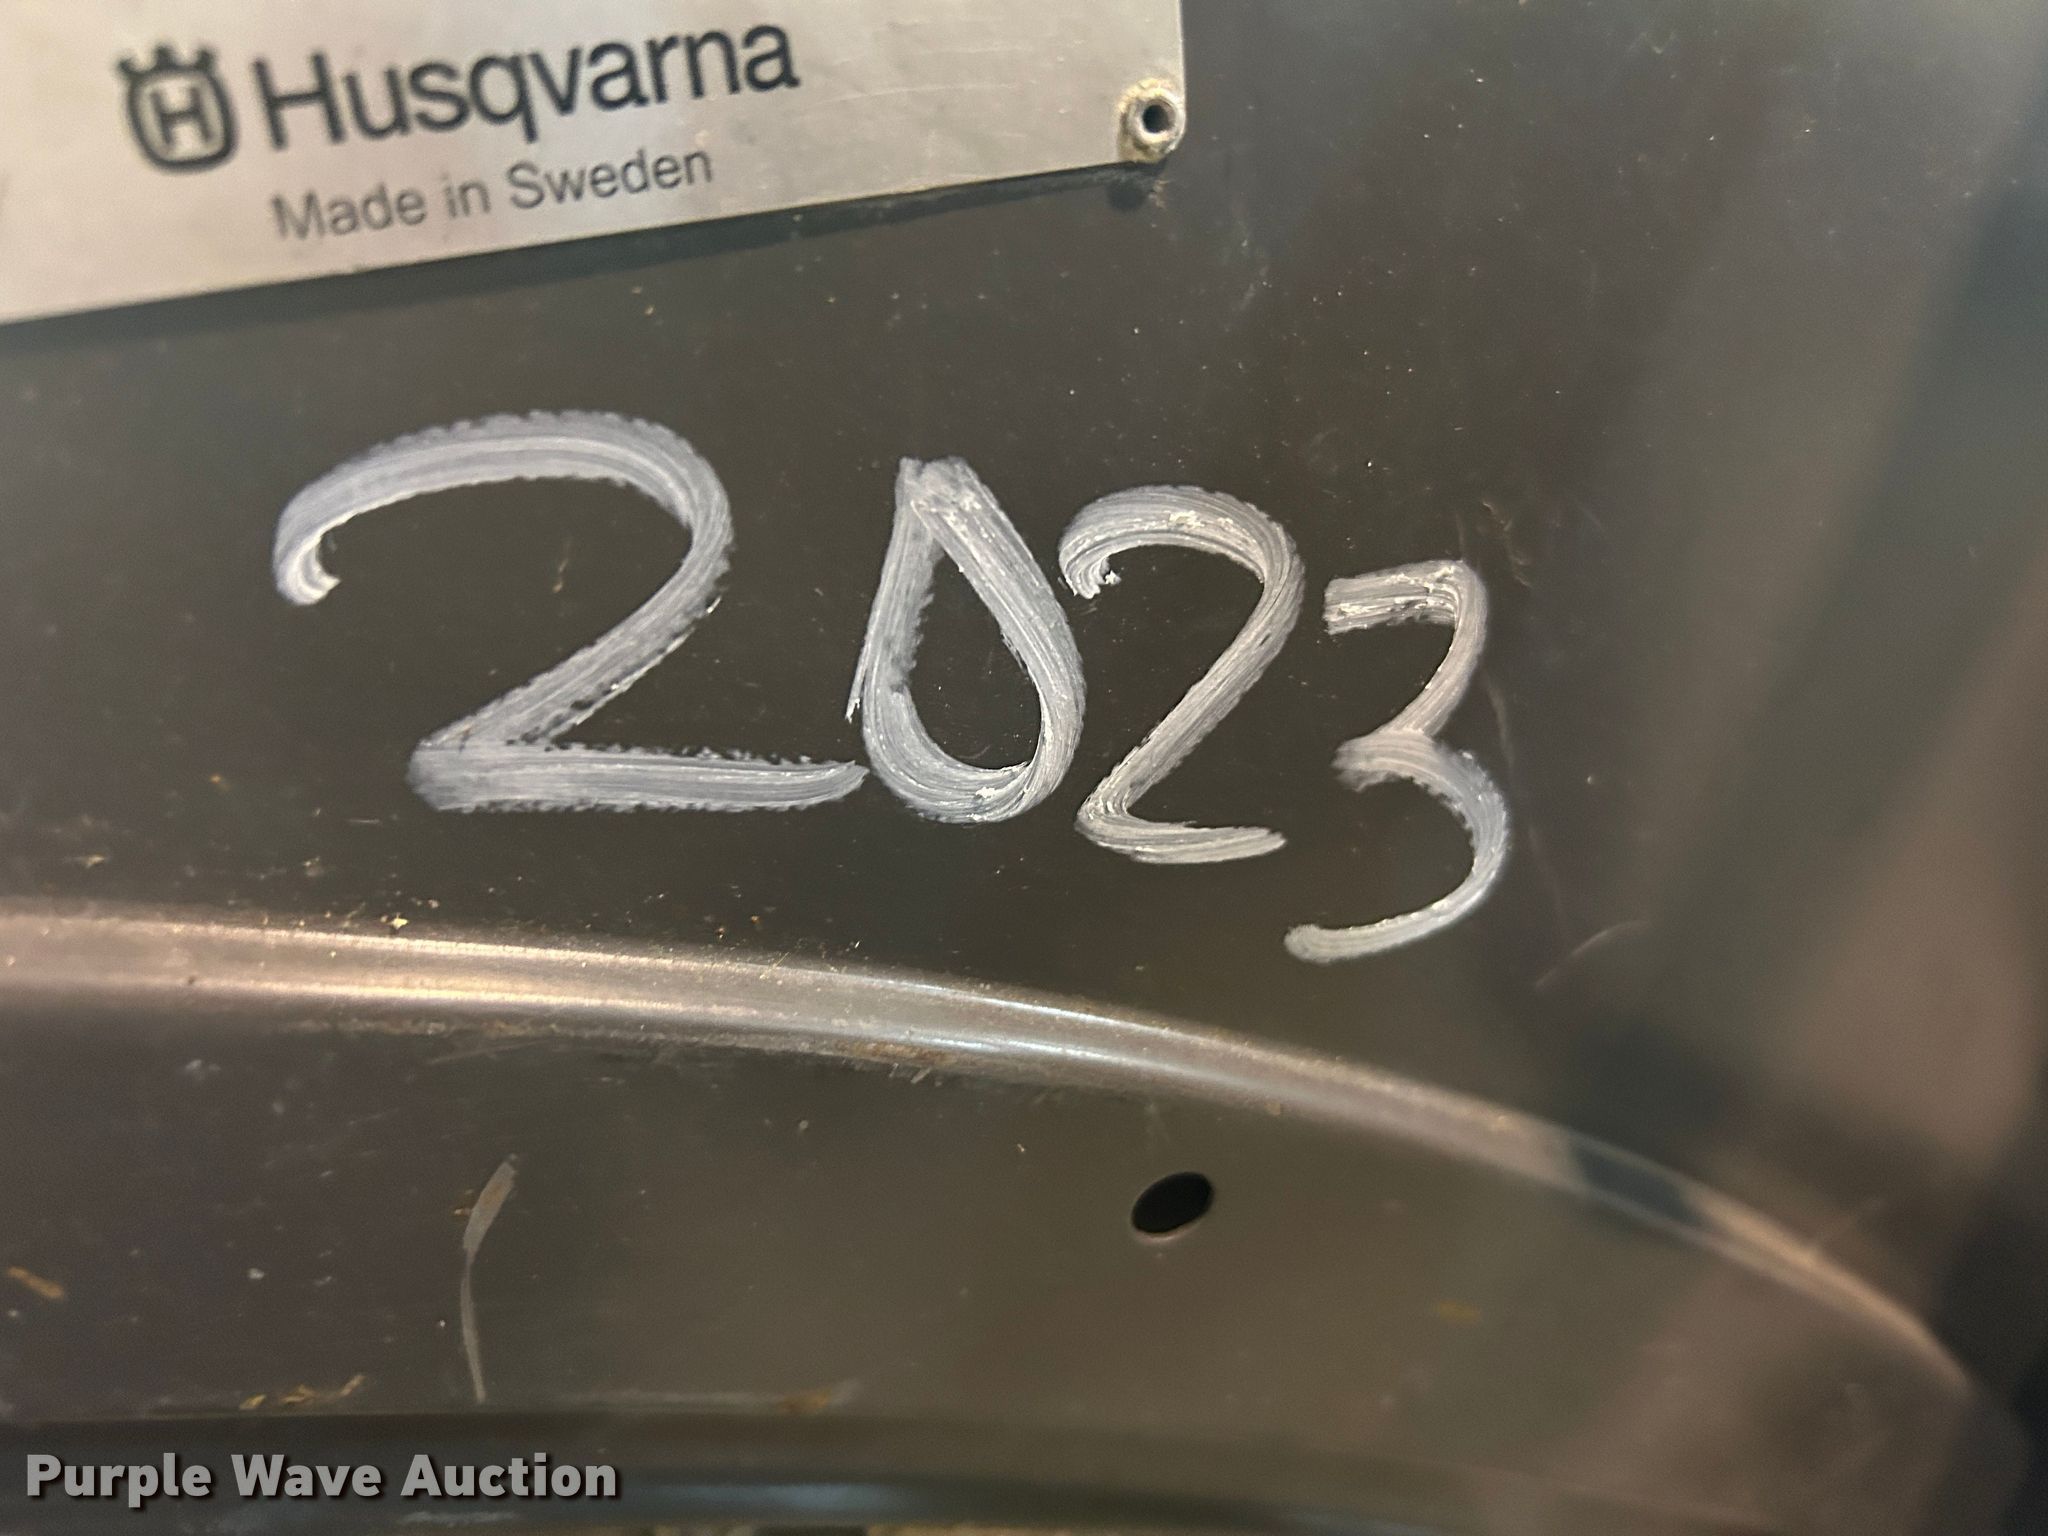 Husqvarna
Made in Sweden
2023
Purple Wave Auction